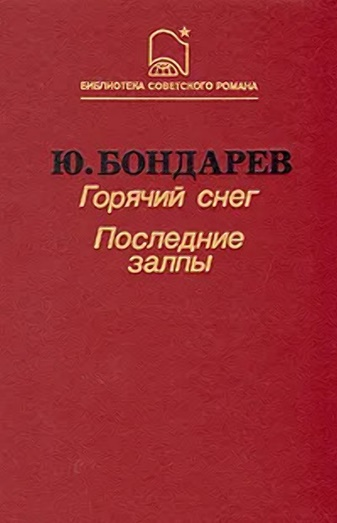 БИБЛИОТЕКА СОВЕТСКОГО РОМАНА
Ю. БОНДАРЕВ
Горячий снег
Последние
залпы